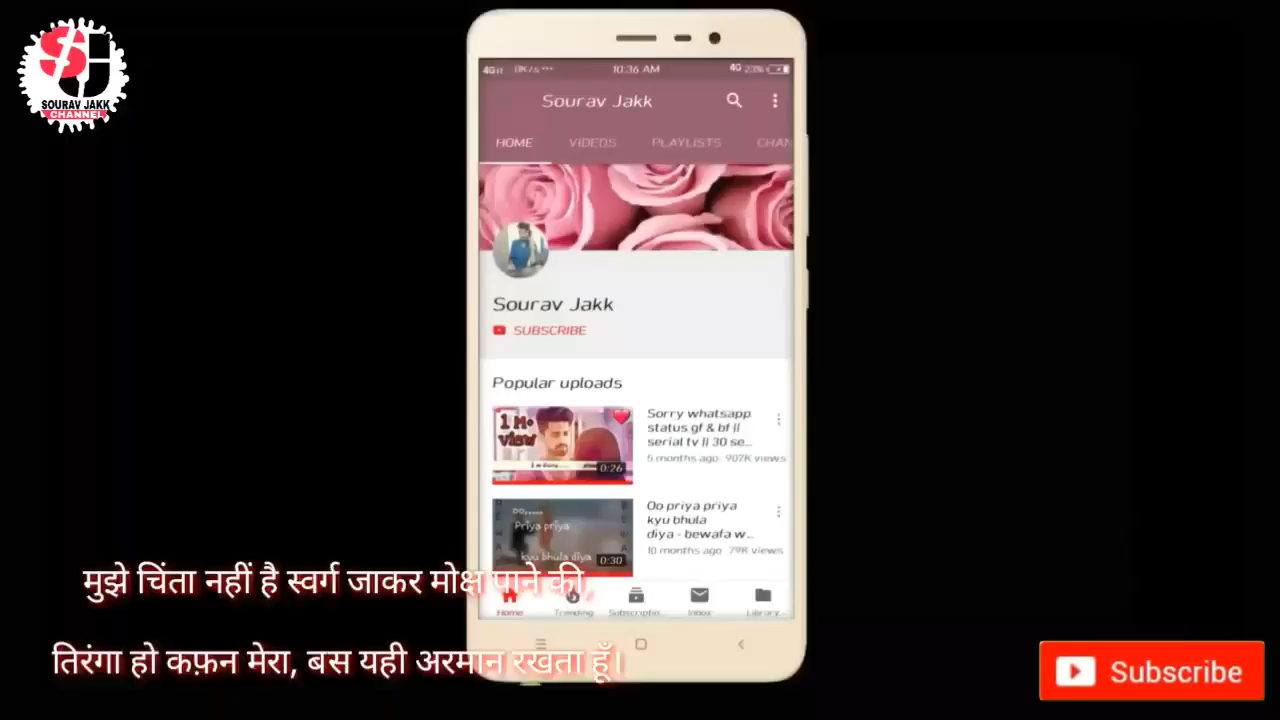 SJ
SOURAV JAKK
CHANNEL
4G 0K/s ... 10:36 AM 4G 23%
Sourav Jakk
HOME VIDEOS PLAYLISTS CHAN
Sourav Jakk
SUBSCRIBE
Popular uploads
1 M+
view
0:26
Sorry whatsapp
status gf & bf ||
serial tv || 30 se...
5 months ago 907K views
oo.....
Priya priya
kyu bhula diya
0:30
Oo priya priya
kyu bhula
diya - bewafa w...
10 months ago 79K views
Home Trending Subscriptio... Inbox Library
मुझे चिंता नहीं है स्वर्ग जाकर मोक्ष पाने की,
तिरंगा हो कफ़न मेरा, बस यही अरमान रखता हूँ।
Subscribe